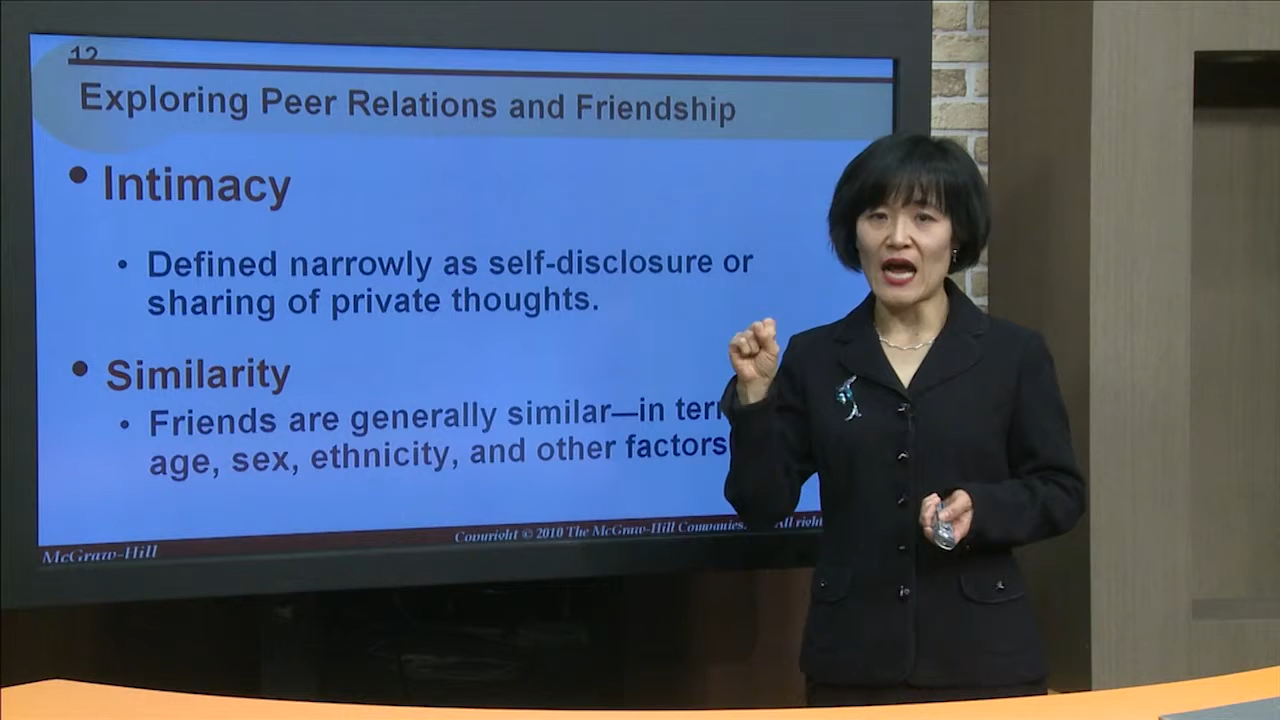 12
Exploring Peer Relations and Friendship
• Intimacy
• Defined narrowly as self-disclosure or
sharing of private thoughts.
• Similarity
• Friends are generally similar—in
age, sex, ethnicity, and other factors
McGraw-Hill
Copyright © 2010 The McGraw-Hill Companies, All